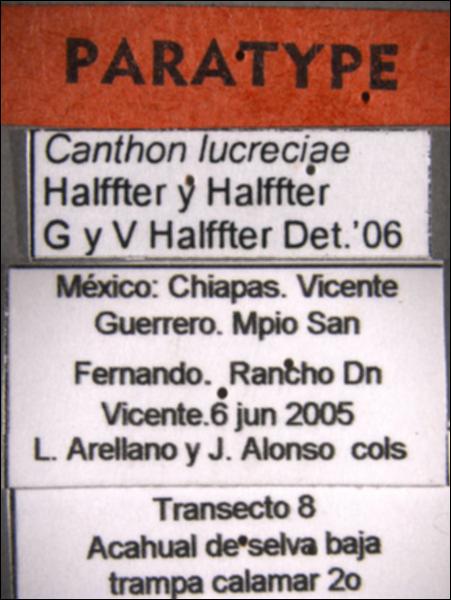 PARATYPE
Canthon lucreciae
Halffter y Halffter
G y V Halffter Det.'06
México: Chiapas. Vicente
Guerrero. Mpio San
Fernando. Rancho Dn
Vicente.6 jun 2005
L. Arellano y J. Alonso cols
Transecto 8
Acahual de selva baja
trampa calamar 2o